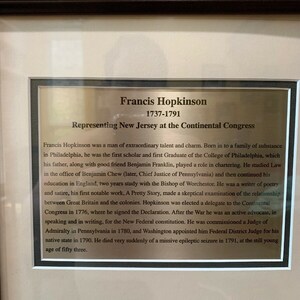 Francis Hopkinson
1737-1791
Representing New Jersey at the Continental Congress
Francis Hopkinson was a man of extraordinary talent and charm. Born in to a family of substance
in Philadelphia, he was the first scholar and first Graduate of the College of Philadelphia, which
his father, along with good friend Benjamin Franklin, played a role in chartering. He studied Law
in the office of Benjamin Chew (later, Chief Justice of Pennsylvania) and then continued his
education in England, two years study with the Bishop of Worchester. He was a writer of poetry
and satire, his first notable work, A Pretty Story, made a skeptical examination of the relationship
between Great Britain and the colonies. Hopkinson was elected a delegate to the Continental
Congress in 1776, where he signed the Declaration. After the War he was an active advocate, in
speaking and in writing, for the New Federal constitution. He was commissioned a Judge of
Admiralty in Pennsylvania in 1780, and Washington appointed him Federal District Judge for his
native state in 1790. He died very suddenly of a massive epileptic seizure in 1791, at the still young
age of fifty three.